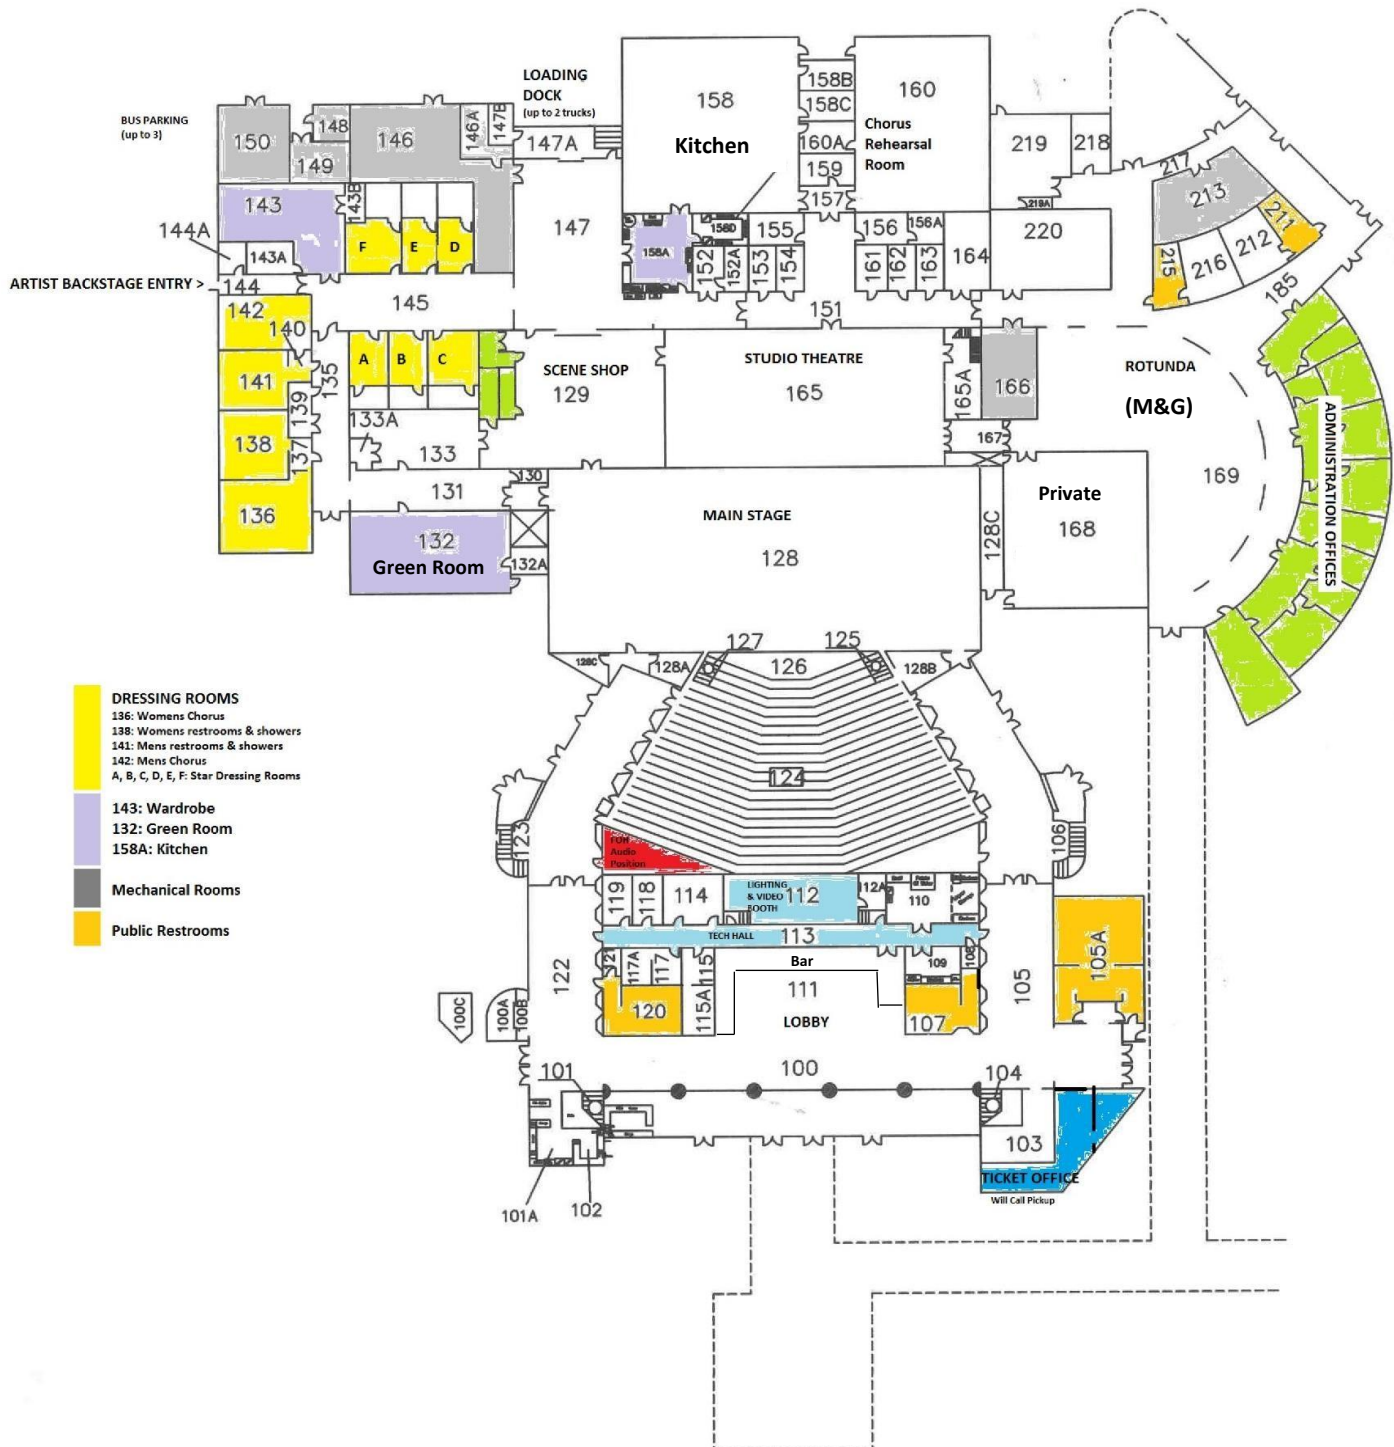 LOADING
DOCK
(up to 2 trucks)
BUS PARKING
(up to 3)
150
148
149
146
146A
147B
147A
158
Kitchen
158B
158C
160A
159
157
160
Chorus
Rehearsal
Room
219
218
217
219A
220
213
211
212
216
215
185
143
143B
144A
143A
F
E
D
147
158A
158D
155
152
152A
153
154
156
156A
161
162
163
164
ARTIST BACKSTAGE ENTRY >
144
145
151
142
140
141
139
138
137
136
135
A
B
C
133A
133
131
130
SCENE SHOP
129
STUDIO THEATRE
165
165A
166
167
ROTUNDA
(M&G)
169
ADMINISTRATION OFFICES
132
Green Room
132A
MAIN STAGE
128
128C
Private
168
127
125
126
128C
128A
128B
124
DRESSING ROOMS
136: Womens Chorus
138: Womens restrooms & showers
141: Mens restrooms & showers
142: Mens Chorus
A, B, C, D, E, F: Star Dressing Rooms
143: Wardrobe
132: Green Room
158A: Kitchen
Mechanical Rooms
Public Restrooms
123
106
FOH
Audio
Position
119
118
114
LIGHTING
& VIDEO
BOOTH
112
112A
110
TECH HALL
113
121
117A
117
115
115A
120
Bar
111
LOBBY
109
108
107
122
105
105A
100C
100A
100B
100
101
104
103
TICKET OFFICE
Will Call Pickup
101A
102